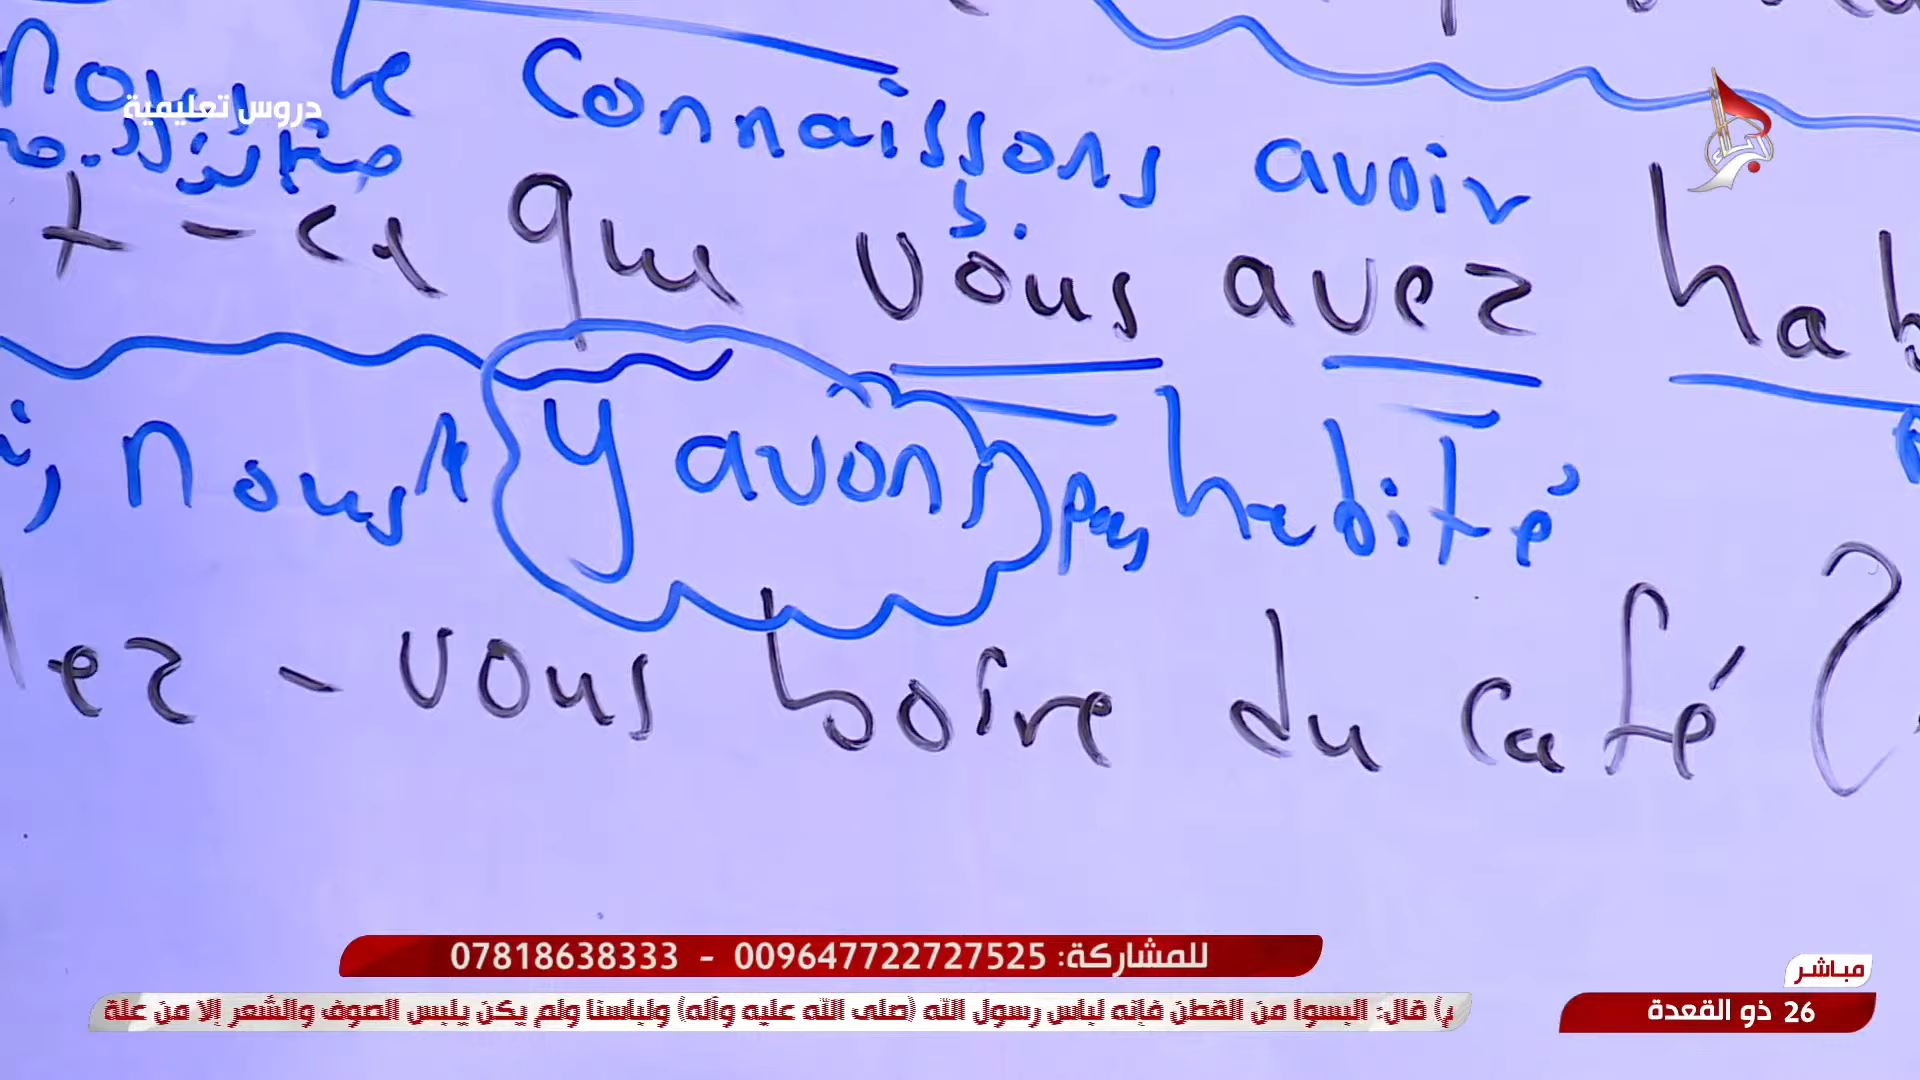 nous le connaissons avoir
دروس تعليمية
t-ce que vous avez hab
i, nous n' y avons pas habité
lez-vous boire du café ?
للمشاركة: 009647722727525 - 07818638333
مباشر
م) قال: البسوا من القطن فإنه لباس رسول الله (صلى الله عليه وآله) ولباسنا ولم يكن يلبس الصوف والشعر إلا من علة
26 ذو القعدة